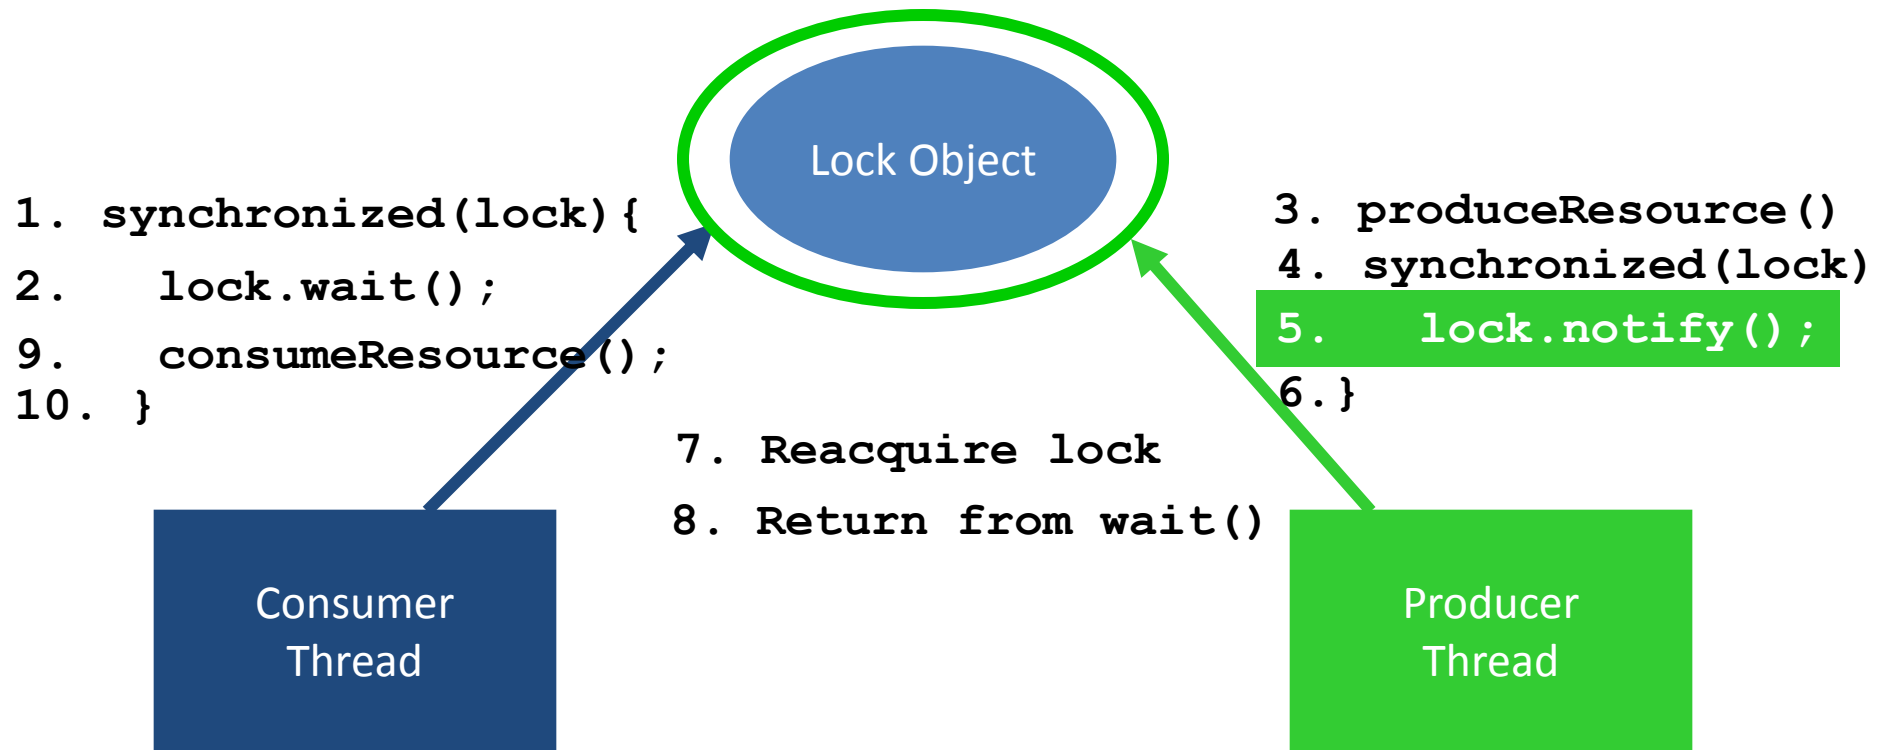 Lock Object
1. synchronized(lock){
2. lock.wait();
9. consumeResource();
10. }
3. produceResource()
4. synchronized(lock)
5. lock.notify();
6.}
7. Reacquire lock
8. Return from wait()
Consumer
Thread
Producer
Thread